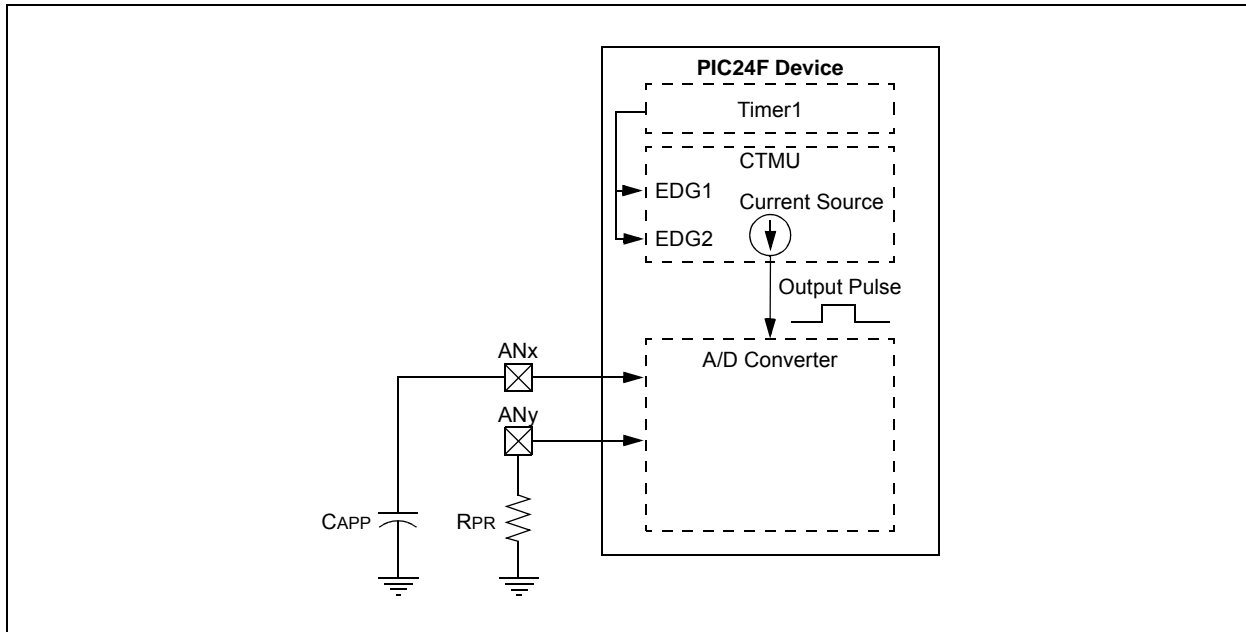 PIC24F Device
Timer1
CTMU
EDG1
Current Source
EDG2
Output Pulse
ANx
A/D Converter
ANy
CAPP
RPR